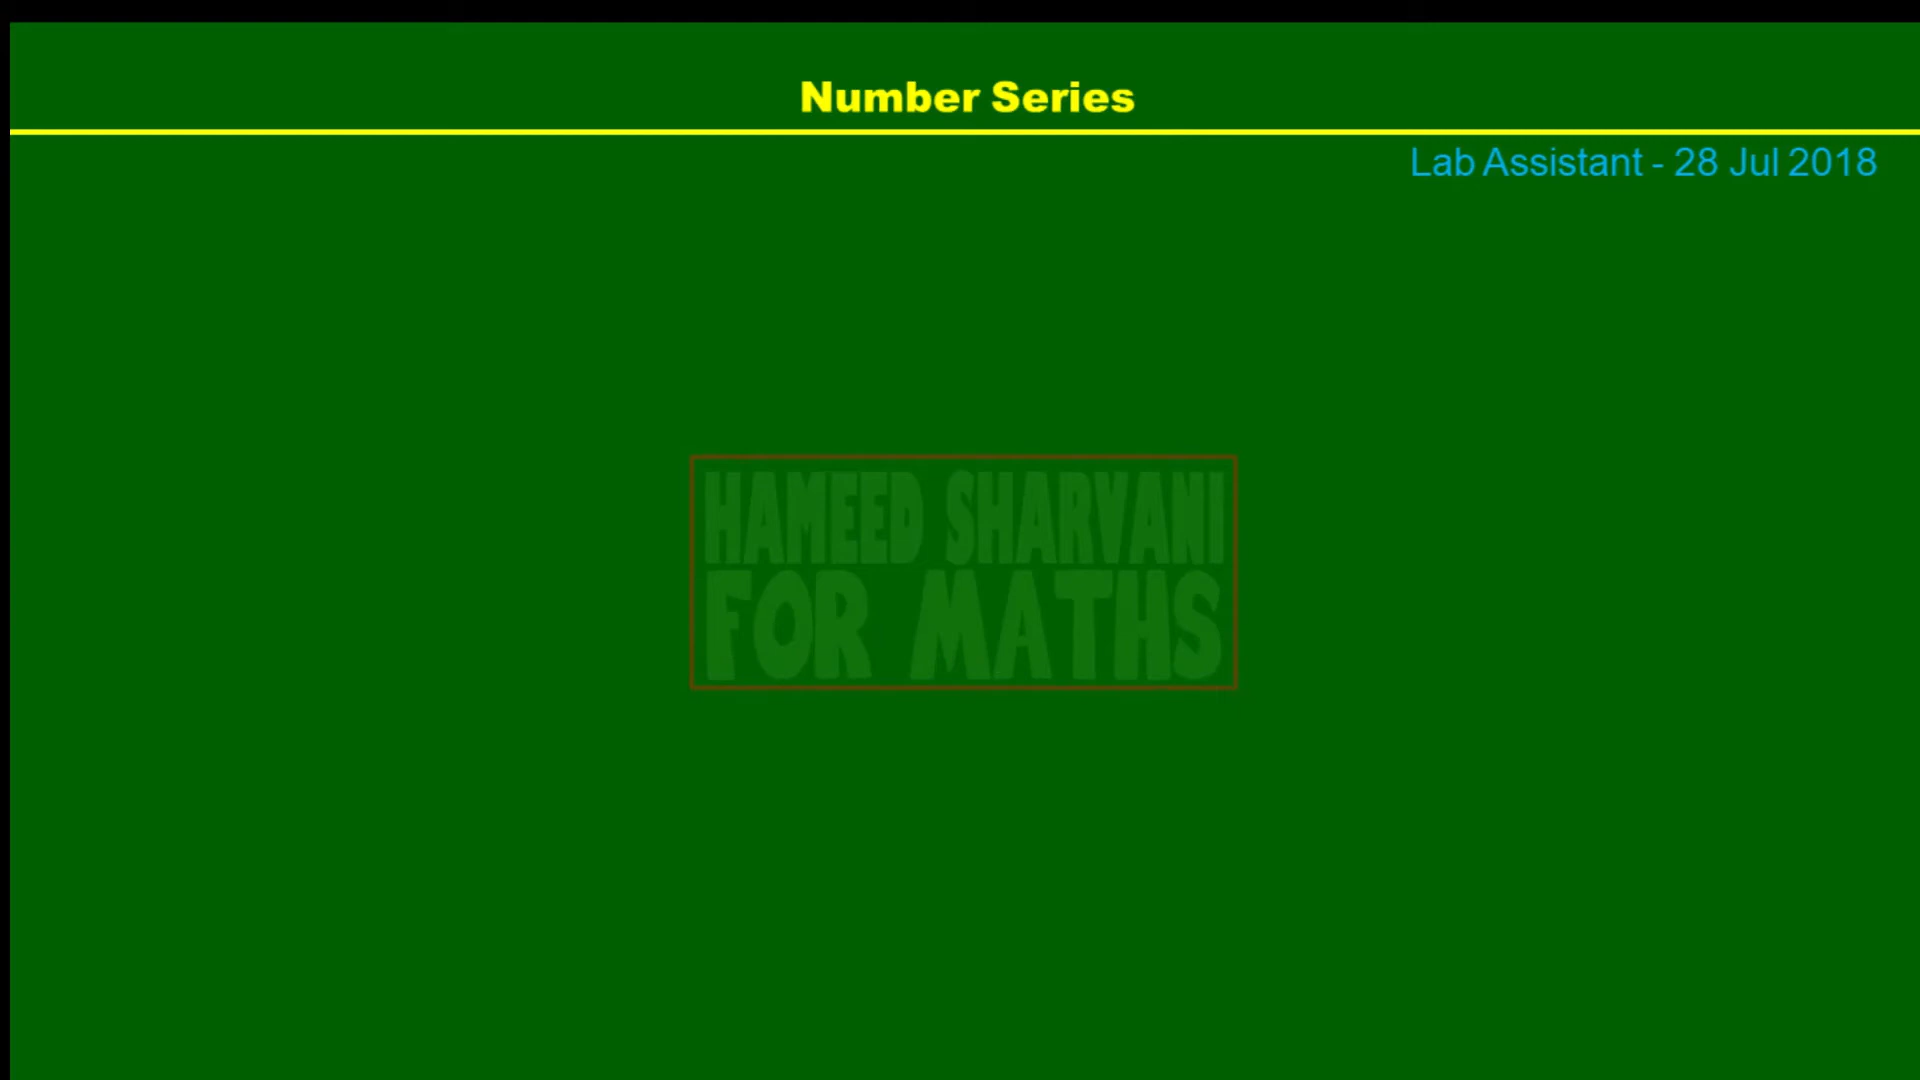 Number Series
Lab Assistant - 28 Jul 2018
HAMEED SHARVANI
FOR MATHS